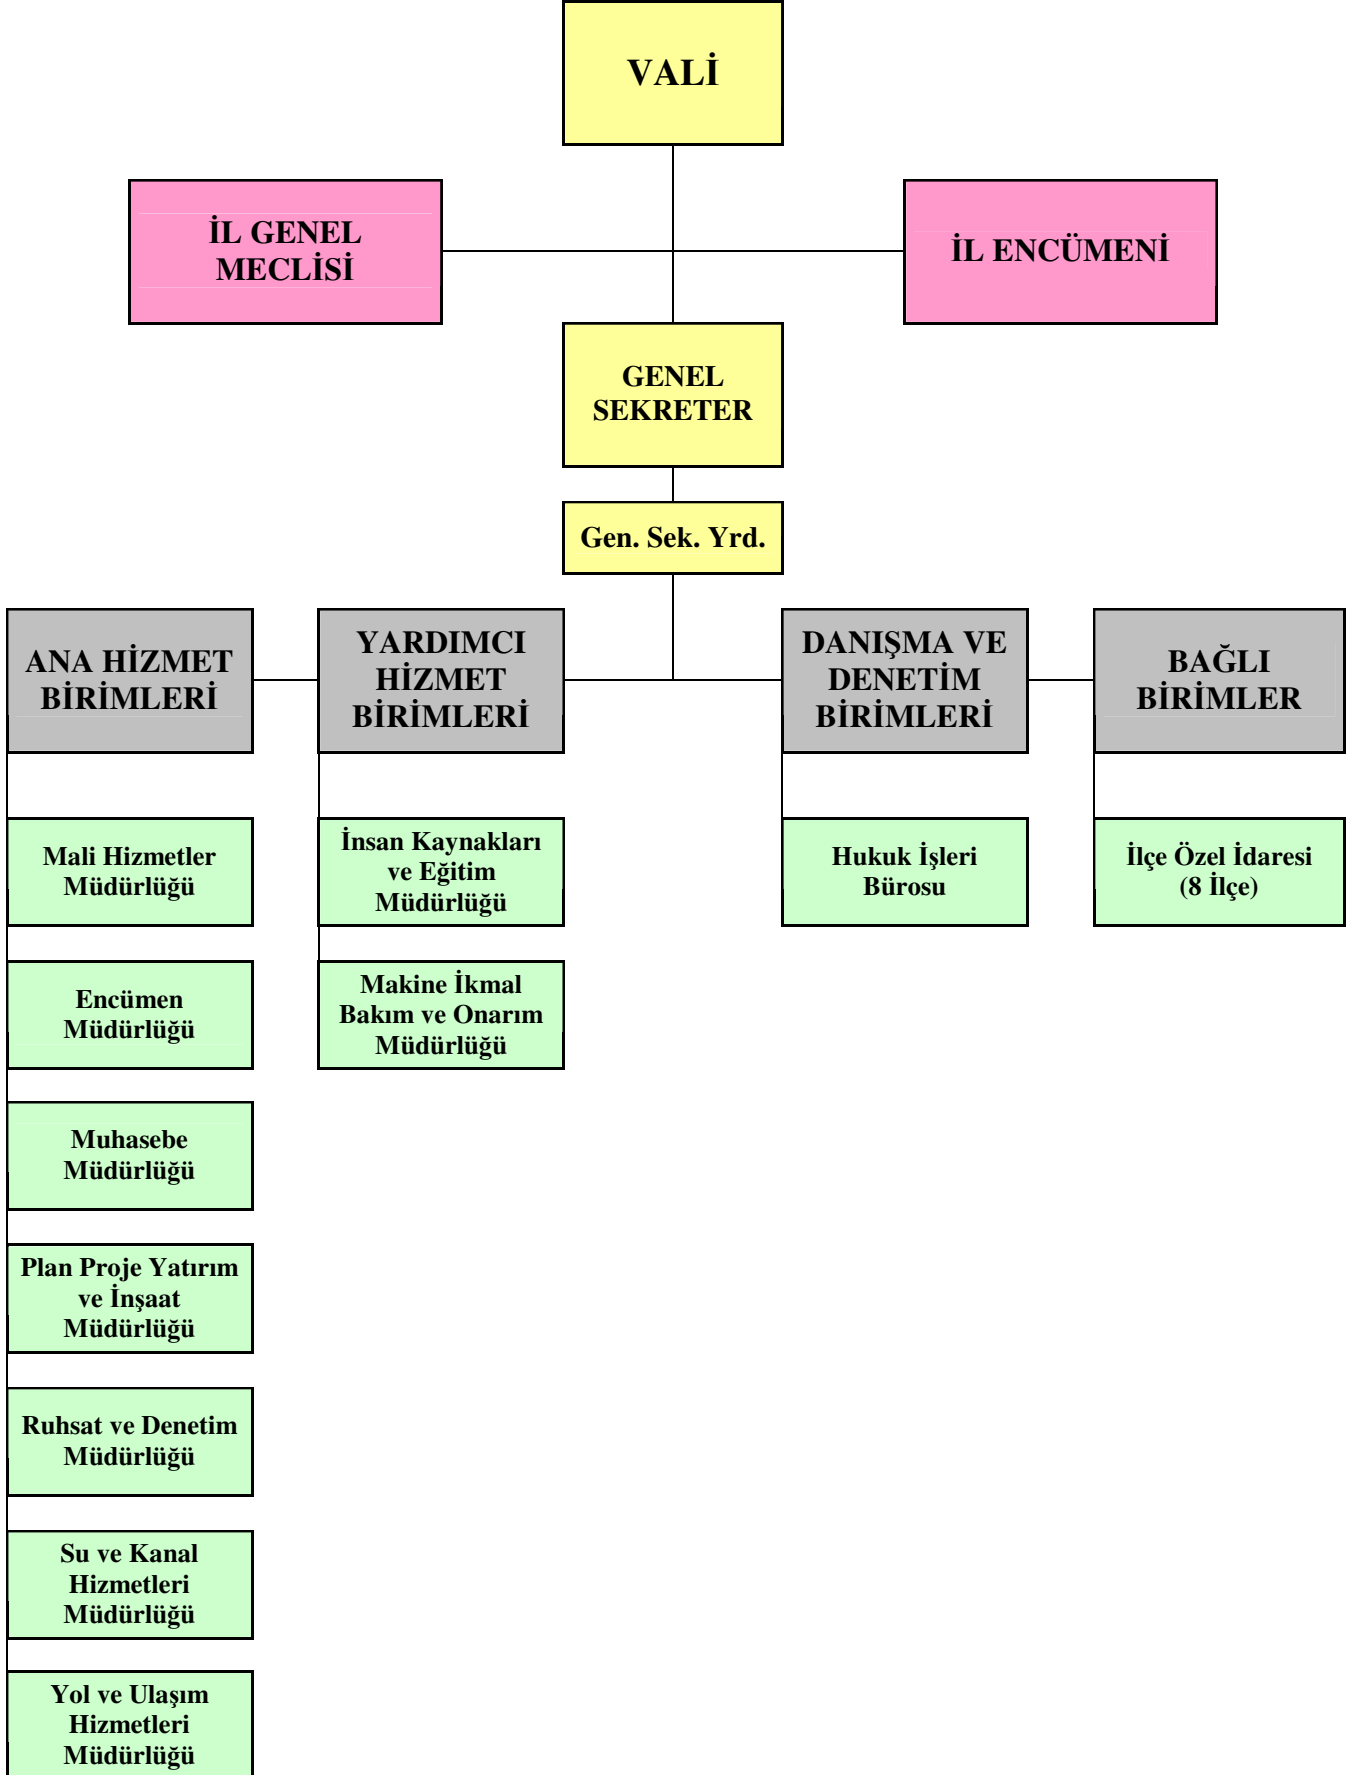 VALİ
İL GENEL
MECLİSİ
İL ENCÜMENİ
GENEL
SEKRETER
Gen. Sek. Yrd.
ANA HİZMET
BİRİMLERİ
YARDIMCI
HİZMET
BİRİMLERİ
DANIŞMA VE
DENETİM
BİRİMLERİ
BAĞLI
BİRİMLER
Mali Hizmetler
Müdürlüğü
Encümen
Müdürlüğü
Muhasebe
Müdürlüğü
Plan Proje Yatırım
ve İnşaat
Müdürlüğü
Ruhsat ve Denetim
Müdürlüğü
Su ve Kanal
Hizmetleri
Müdürlüğü
Yol ve Ulaşım
Hizmetleri
Müdürlüğü
İnsan Kaynakları
ve Eğitim
Müdürlüğü
Makine İkmal
Bakım ve Onarım
Müdürlüğü
Hukuk İşleri
Bürosu
İlçe Özel İdaresi
(8 İlçe)